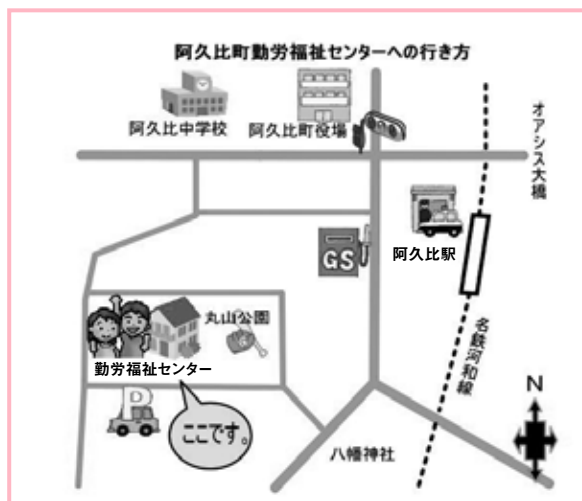 阿久比町勤労福祉センターへの行き方
阿久比中学校
阿久比町役場
オアシス大橋
GS
阿久比駅
丸山公園
勤労福祉センター
名鉄河和線
P
ここです。
八幡神社
N